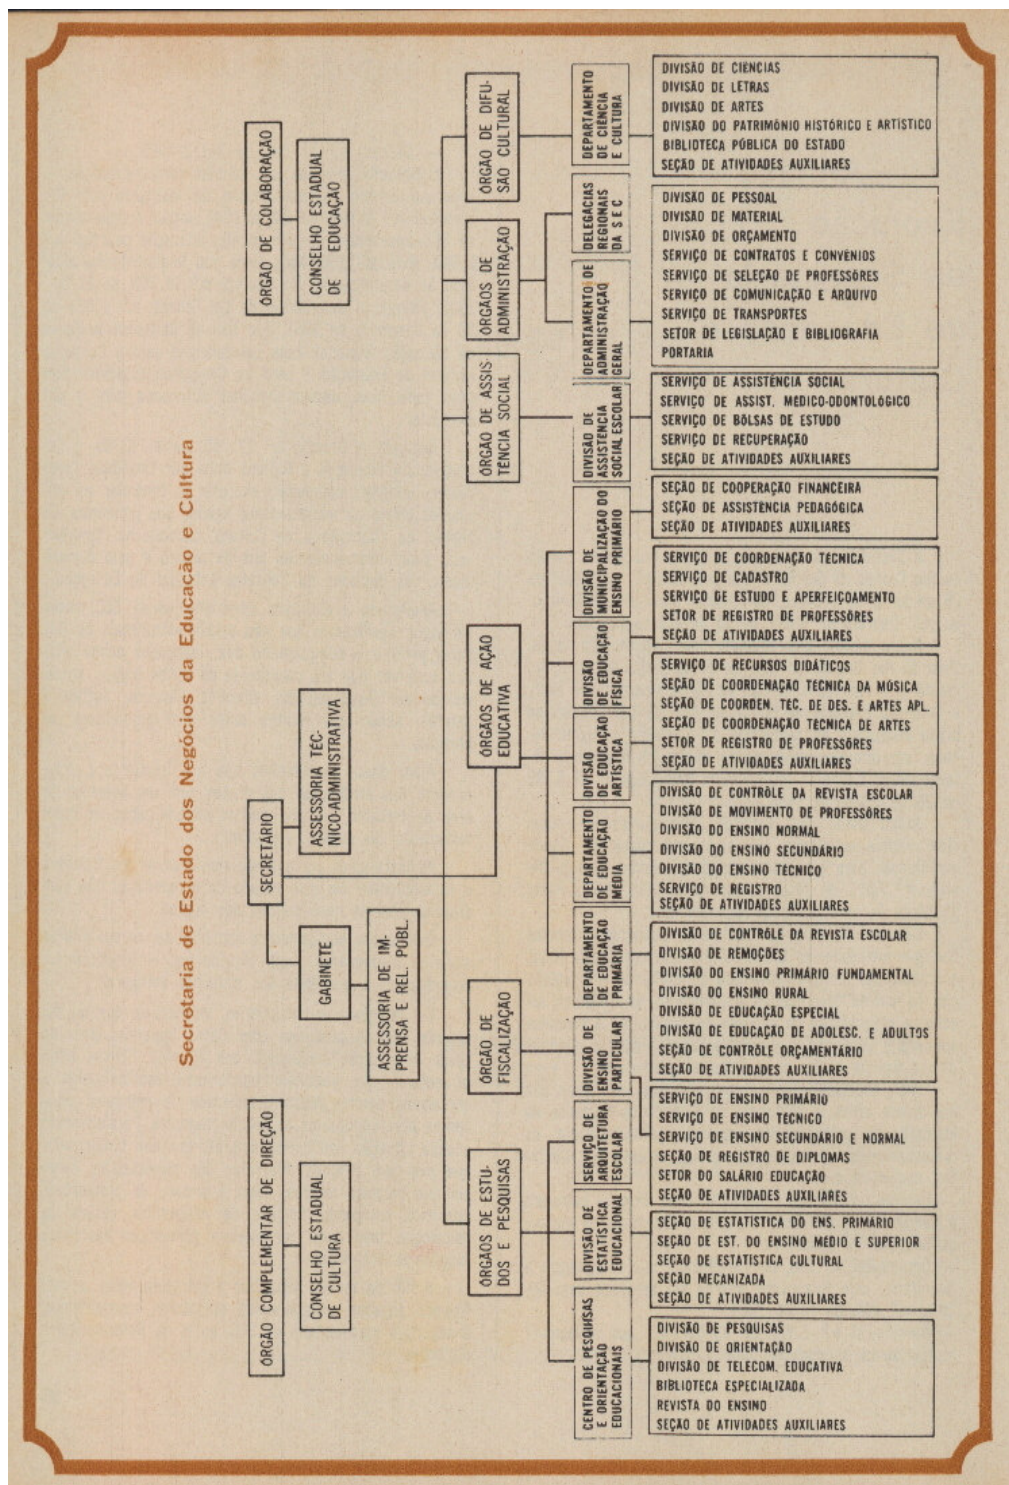 Secretaria de Estado dos Negócios da Educação e Cultura
ÓRGÃO COMPLEMENTAR DE DIREÇÃO
CONSELHO ESTADUAL
DE CULTURA
SECRETÁRIO
GABINETE
ASSESSORIA DE IM-
PRENSA E REL. PÚBL.
ASSESSORIA TÉC-
NICO-ADMINISTRATIVA
ÓRGÃO DE COLABORAÇÃO
CONSELHO ESTADUAL
DE EDUCAÇÃO
ÓRGÃOS DE ESTU-
DOS E PESQUISAS
ÓRGÃO DE
FISCALIZAÇÃO
ÓRGÃOS DE AÇÃO
EDUCATIVA
ÓRGÃO DE ASSIS-
TÊNCIA SOCIAL
ÓRGÃOS DE
ADMINISTRAÇÃO
ÓRGÃO DE DIFU-
SÃO CULTURAL
CENTRO DE PESQUISAS
E ORIENTAÇÃO
EDUCACIONAIS
DIVISÃO DE
ESTATÍSTICA
EDUCACIONAL
SERVIÇO DE
ARQUITETURA
ESCOLAR
DIVISÃO DE
ENSINO
PARTICULAR
DEPARTAMENTO
DE EDUCAÇÃO
PRIMÁRIA
DEPARTAMENTO
DE EDUCAÇÃO
MÉDIA
DIVISÃO
DE EDUCAÇÃO
ARTÍSTICA
DIVISÃO
DE EDUCAÇÃO
FÍSICA
DIVISÃO DE
MUNICIPALIZAÇÃO DO
ENSINO PRIMÁRIO
DIVISÃO DE
ASSISTÊNCIA
SOCIAL ESCOLAR
DEPARTAMENTO DE
ADMINISTRAÇÃO
GERAL
DELEGACIAS
REGIONAIS
DA S E C
DEPARTAMENTO
DE CIÊNCIA
E CULTURA
DIVISÃO DE CIÊNCIAS
DIVISÃO DE LETRAS
DIVISÃO DE ARTES
DIVISÃO DO PATRIMÔNIO HISTÓRICO E ARTÍSTICO
BIBLIOTECA PÚBLICA DO ESTADO
SEÇÃO DE ATIVIDADES AUXILIARES
DIVISÃO DE PESSOAL
DIVISÃO DE MATERIAL
DIVISÃO DE ORÇAMENTO
SERVIÇO DE CONTRATOS E CONVÊNIOS
SERVIÇO DE SELEÇÃO DE PROFESSÔRES
SERVIÇO DE COMUNICAÇÃO E ARQUIVO
SERVIÇO DE TRANSPORTES
SETOR DE LEGISLAÇÃO E BIBLIOGRAFIA
PORTARIA
SERVIÇO DE ASSISTÊNCIA SOCIAL
SERVIÇO DE ASSIST. MÉDICO-ODONTOLÓGICO
SERVIÇO DE BÔLSAS DE ESTUDO
SERVIÇO DE RECUPERAÇÃO
SEÇÃO DE ATIVIDADES AUXILIARES
SEÇÃO DE COOPERAÇÃO FINANCEIRA
SEÇÃO DE ASSISTÊNCIA PEDAGÓGICA
SEÇÃO DE ATIVIDADES AUXILIARES
SERVIÇO DE COORDENAÇÃO TÉCNICA
SERVIÇO DE CADASTRO
SERVIÇO DE ESTUDO E APERFEIÇOAMENTO
SETOR DE REGISTRO DE PROFESSÔRES
SEÇÃO DE ATIVIDADES AUXILIARES
SERVIÇO DE RECURSOS DIDÁTICOS
SEÇÃO DE COORDENAÇÃO TÉCNICA DA MÚSICA
SEÇÃO DE COORDEN. TÉC. DE DES. E ARTES APL.
SEÇÃO DE COORDENAÇÃO TÉCNICA DE ARTES
SETOR DE REGISTRO DE PROFESSÔRES
SEÇÃO DE ATIVIDADES AUXILIARES
DIVISÃO DE CONTRÔLE DA REVISTA ESCOLAR
DIVISÃO DE MOVIMENTO DE PROFESSÔRES
DIVISÃO DO ENSINO NORMAL
DIVISÃO DO ENSINO SECUNDÁRIO
DIVISÃO DO ENSINO TÉCNICO
SERVIÇO DE REGISTRO
SEÇÃO DE ATIVIDADES AUXILIARES
DIVISÃO DE CONTRÔLE DA REVISTA ESCOLAR
DIVISÃO DE REMOÇÕES
DIVISÃO DO ENSINO PRIMÁRIO FUNDAMENTAL
DIVISÃO DO ENSINO RURAL
DIVISÃO DE EDUCAÇÃO ESPECIAL
DIVISÃO DE EDUCAÇÃO DE ADOLESC. E ADULTOS
SEÇÃO DE CONTRÔLE ORÇAMENTÁRIO
SEÇÃO DE ATIVIDADES AUXILIARES
SERVIÇO DE ENSINO PRIMÁRIO
SERVIÇO DE ENSINO TÉCNICO
SERVIÇO DE ENSINO SECUNDÁRIO E NORMAL
SEÇÃO DE REGISTRO DE DIPLOMAS
SETOR DO SALÁRIO EDUCAÇÃO
SEÇÃO DE ATIVIDADES AUXILIARES
SEÇÃO DE ESTATÍSTICA DO ENS. PRIMÁRIO
SEÇÃO DE EST. DO ENSINO MÉDIO E SUPERIOR
SEÇÃO DE ESTATÍSTICA CULTURAL
SEÇÃO MECANIZADA
SEÇÃO DE ATIVIDADES AUXILIARES
DIVISÃO DE PESQUISAS
DIVISÃO DE ORIENTAÇÃO
DIVISÃO DE TELECOM. EDUCATIVA
BIBLIOTECA ESPECIALIZADA
REVISTA DO ENSINO
SEÇÃO DE ATIVIDADES AUXILIARES